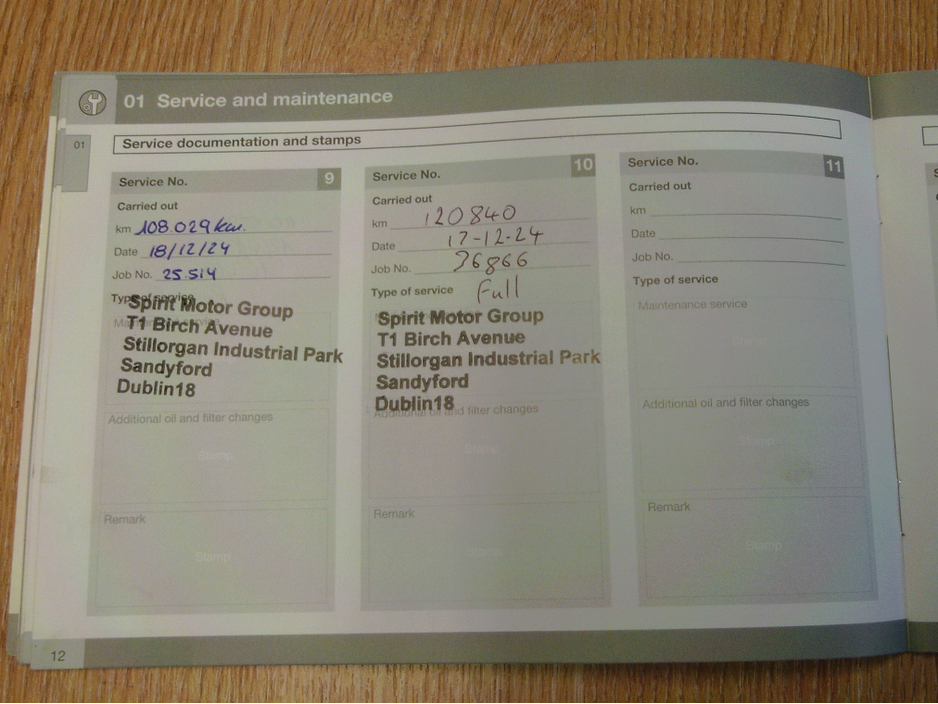 01 Service and maintenance
01
Service documentation and stamps
Service No. 9
Carried out
km 108.029km.
Date 18/12/24
Job No. 25.514
Type of service
Maintenance service
Spirit Motor Group
T1 Birch Avenue
Stillorgan Industrial Park
Sandyford
Dublin18
Additional oil and filter changes
Stamp
Remark
Stamp
Service No. 10
Carried out
km 120840
Date 17-12-24
Job No. 36866
Type of service Full
Spirit Motor Group
T1 Birch Avenue
Stillorgan Industrial Park
Sandyford
Dublin18
Additional oil and filter changes
Stamp
Remark
Stamp
Service No. 11
Carried out
km
Date
Job No.
Type of service
Maintenance service
Stamp
Additional oil and filter changes
Stamp
Remark
Stamp
12